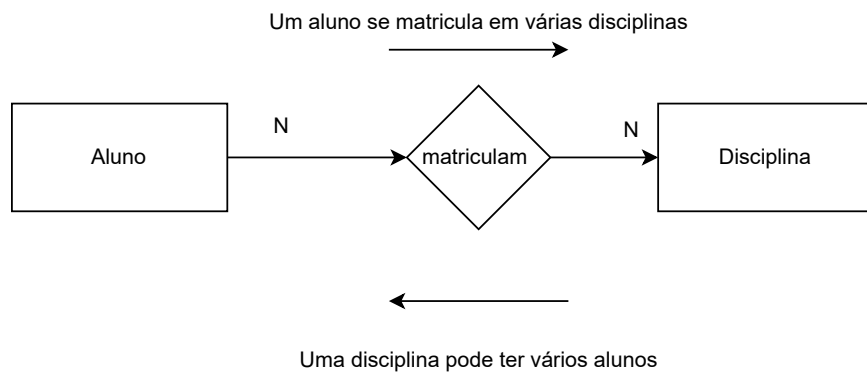 Um aluno se matricula em várias disciplinas
N
N
Aluno
matriculam
Disciplina
Uma disciplina pode ter vários alunos